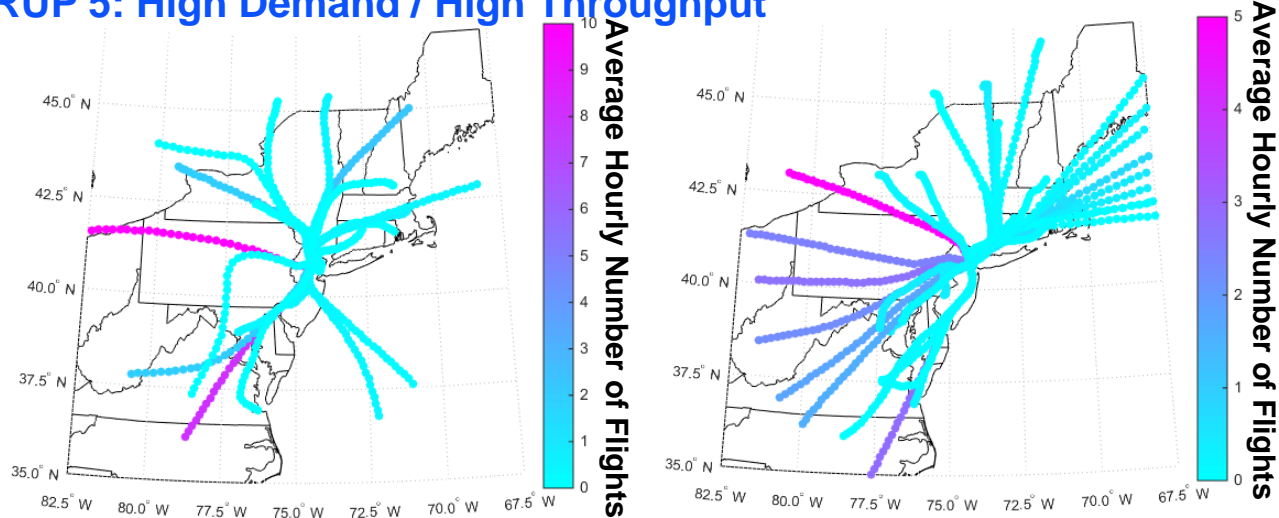 RUP 5: High Demand / High Throughput
45.0° N
42.5° N
40.0° N
37.5° N
35.0° N
82.5° W
80.0° W
77.5° W
75.0° W
72.5° W
70.0° W
67.5° W
10
9
8
7
6
5
4
3
2
1
0
Average Hourly Number of Flights
45.0° N
42.5° N
40.0° N
37.5° N
35.0° N
82.5° W
80.0° W
77.5° W
75.0° W
72.5° W
70.0° W
67.5° W
5
4
3
2
1
0
Average Hourly Number of Flights